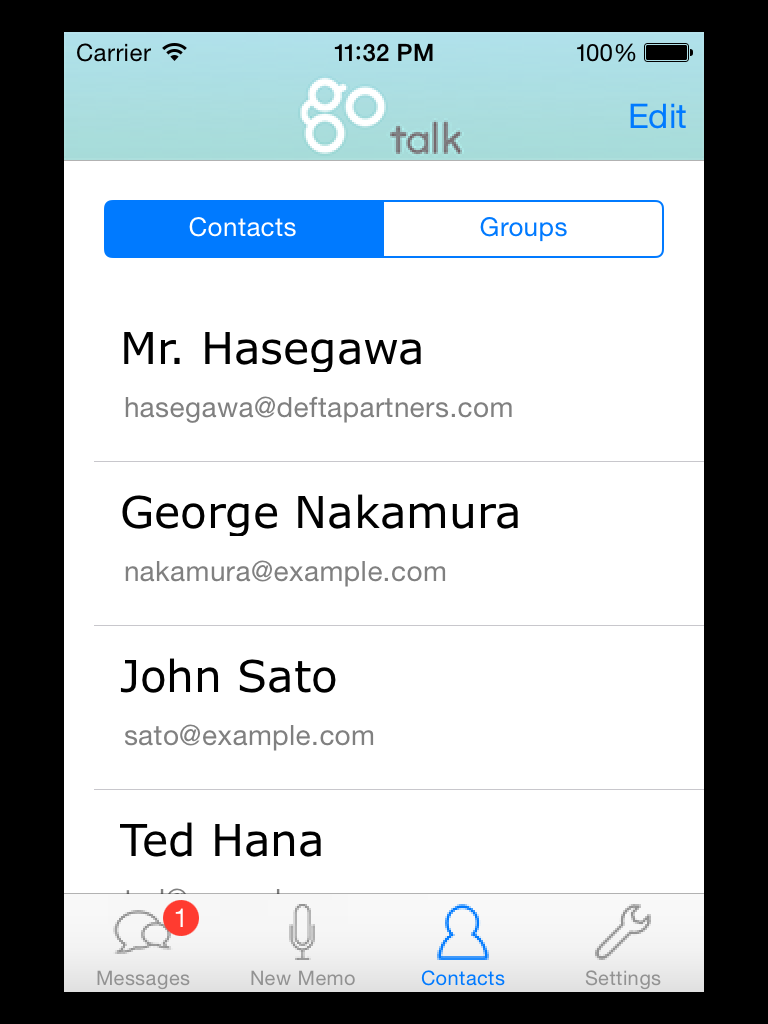 Carrier 11:32 PM 100%
go talk
Edit
Contacts Groups
Mr. Hasegawa
hasegawa@deftapartners.com
George Nakamura
nakamura@example.com
John Sato
sato@example.com
Ted Hana
1
Messages New Memo Contacts Settings